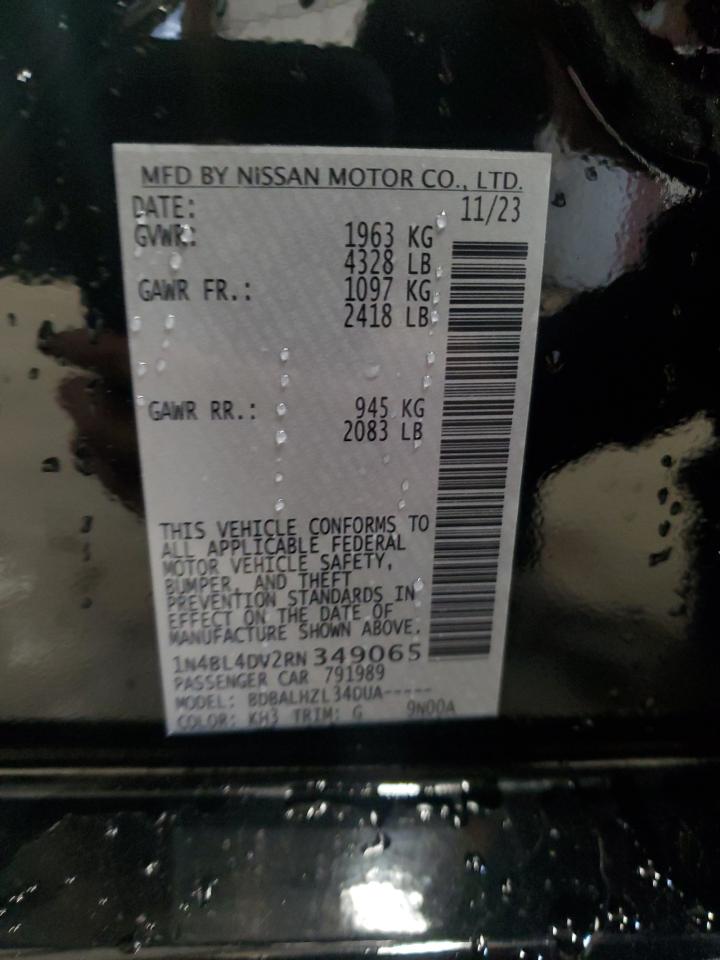 MFD BY NISSAN MOTOR CO., LTD.
DATE: 11/23
GVWR: 1963 KG
4328 LB
GAWR FR.: 1097 KG
2418 LB
GAWR RR.: 945 KG
2083 LB
THIS VEHICLE CONFORMS TO
ALL APPLICABLE FEDERAL
MOTOR VEHICLE SAFETY,
BUMPER, AND THEFT
PREVENTION STANDARDS IN
EFFECT ON THE DATE OF
MANUFACTURE SHOWN ABOVE.
1N4BL4DV2RN349065
PASSENGER CAR 791989
MODEL: BDBALHZL34DUA-----
COLOR: KH3 TRIM: G 9N00A